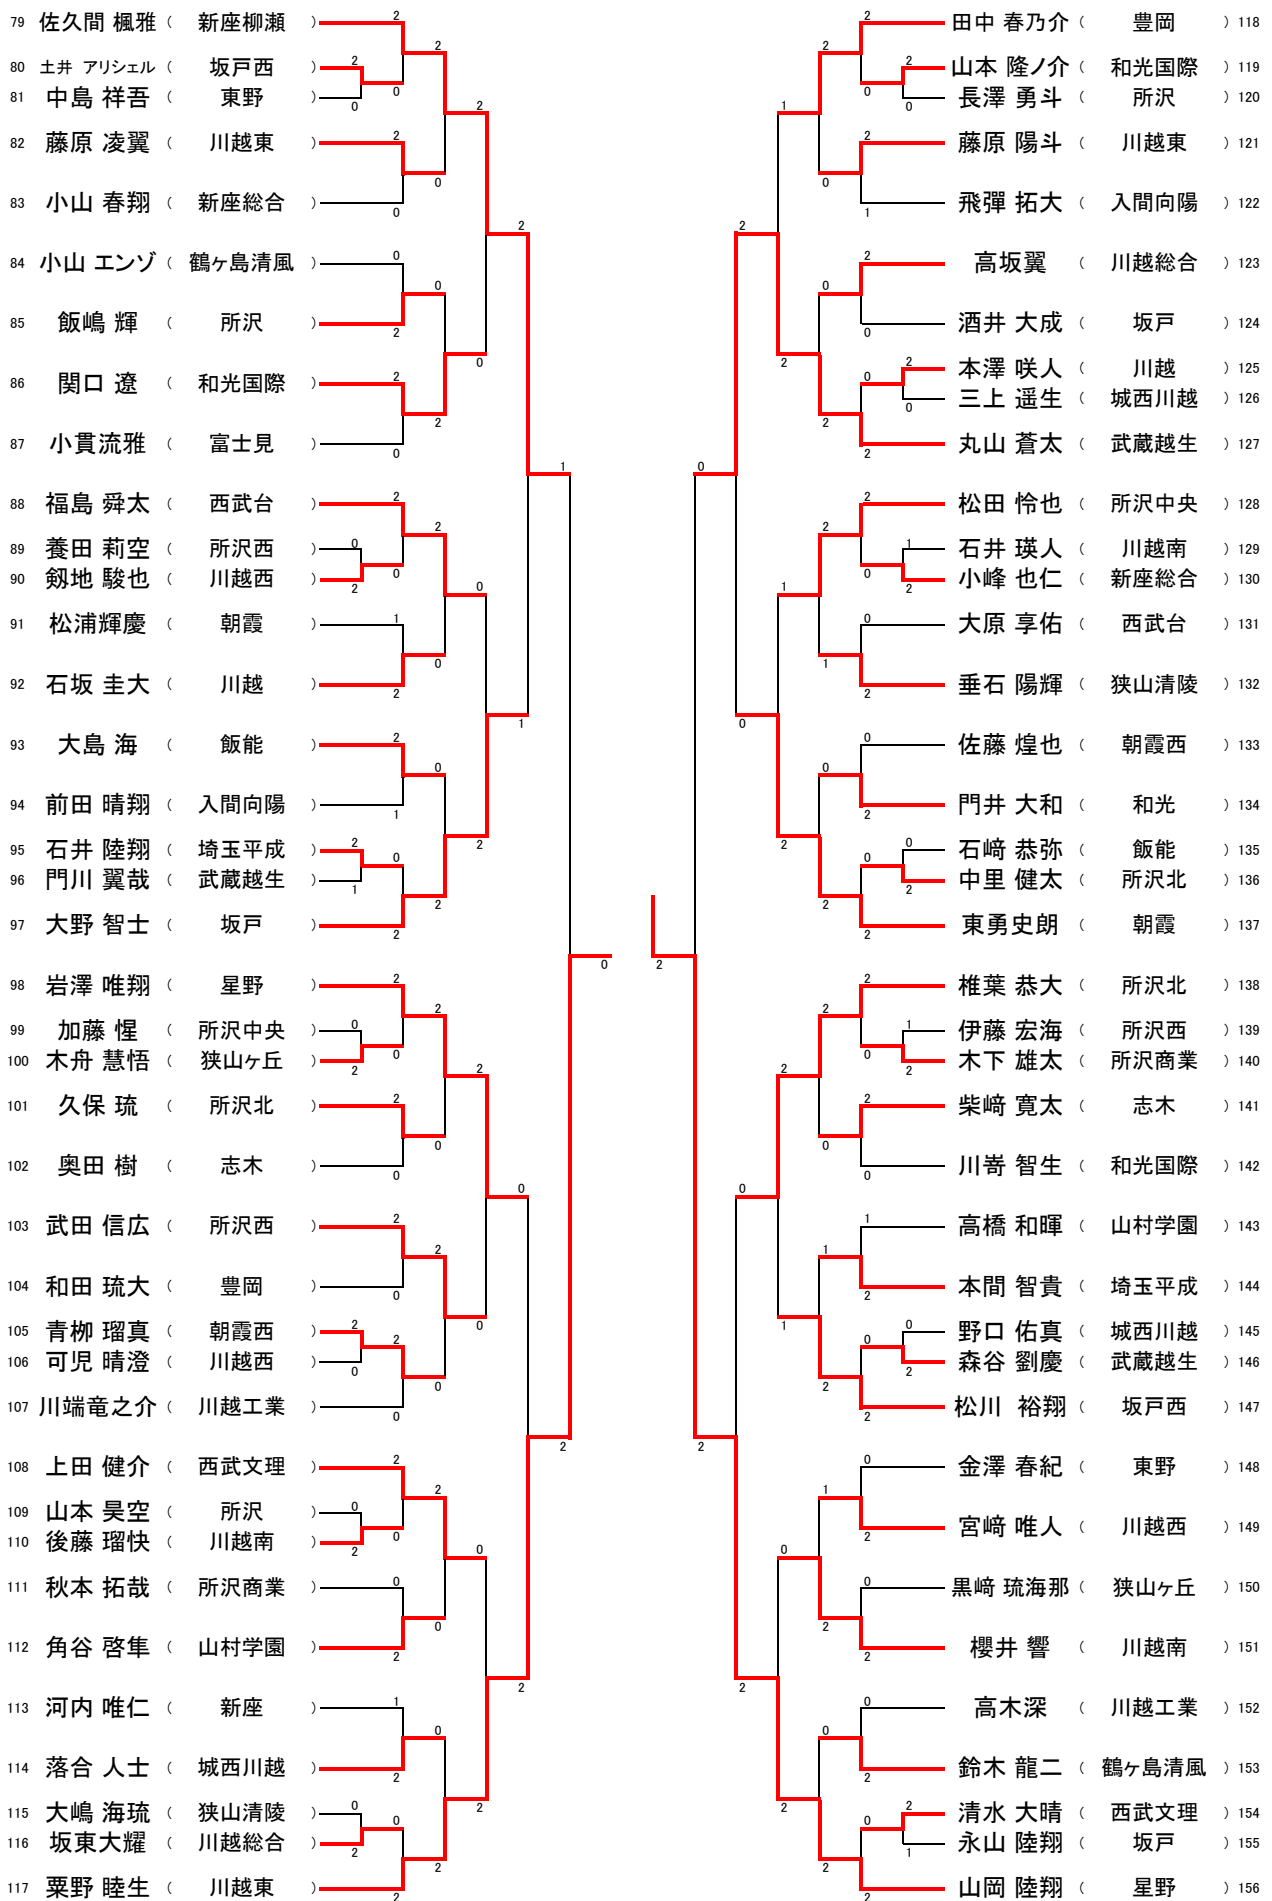 79 佐久間 楓雅 ( 新座柳瀬 )
80 土井 アリシェル ( 坂戸西 )
81 中島 祥吾 ( 東野 )
82 藤原 凌翼 ( 川越東 )
83 小山 春翔 ( 新座総合 )
84 小山 エンゾ ( 鶴ヶ島清風 )
85 飯嶋 輝 ( 所沢 )
86 関口 遼 ( 和光国際 )
87 小貫流雅 ( 富士見 )
88 福島 舜太 ( 西武台 )
89 養田 莉空 ( 所沢西 )
90 剱地 駿也 ( 川越西 )
91 松浦輝慶 ( 朝霞 )
92 石坂 圭大 ( 川越 )
93 大島 海 ( 飯能 )
94 前田 晴翔 ( 入間向陽 )
95 石井 陸翔 ( 埼玉平成 )
96 門川 翼哉 ( 武蔵越生 )
97 大野 智士 ( 坂戸 )
98 岩澤 唯翔 ( 星野 )
99 加藤 惺 ( 所沢中央 )
100 木舟 慧悟 ( 狭山ヶ丘 )
101 久保 琉 ( 所沢北 )
102 奥田 樹 ( 志木 )
103 武田 信広 ( 所沢西 )
104 和田 琉大 ( 豊岡 )
105 青栁 瑠真 ( 朝霞西 )
106 可児 晴澄 ( 川越西 )
107 川端竜之介 ( 川越工業 )
108 上田 健介 ( 西武文理 )
109 山本 昊空 ( 所沢 )
110 後藤 瑠快 ( 川越南 )
111 秋本 拓哉 ( 所沢商業 )
112 角谷 啓隼 ( 山村学園 )
113 河内 唯仁 ( 新座 )
114 落合 人士 ( 城西川越 )
115 大嶋 海琉 ( 狭山清陵 )
116 坂東大耀 ( 川越総合 )
117 粟野 睦生 ( 川越東 )
田中 春乃介 ( 豊岡 ) 118
山本 隆ノ介 ( 和光国際 ) 119
長澤 勇斗 ( 所沢 ) 120
藤原 陽斗 ( 川越東 ) 121
飛彈 拓大 ( 入間向陽 ) 122
高坂翼 ( 川越総合 ) 123
酒井 大成 ( 坂戸 ) 124
本澤 咲人 ( 川越 ) 125
三上 遥生 ( 城西川越 ) 126
丸山 蒼太 ( 武蔵越生 ) 127
松田 怜也 ( 所沢中央 ) 128
石井 瑛人 ( 川越南 ) 129
小峰 也仁 ( 新座総合 ) 130
大原 享佑 ( 西武台 ) 131
垂石 陽輝 ( 狭山清陵 ) 132
佐藤 煌也 ( 朝霞西 ) 133
門井 大和 ( 和光 ) 134
石﨑 恭弥 ( 飯能 ) 135
中里 健太 ( 所沢北 ) 136
東勇史朗 ( 朝霞 ) 137
椎葉 恭大 ( 所沢北 ) 138
伊藤 宏海 ( 所沢西 ) 139
木下 雄太 ( 所沢商業 ) 140
柴﨑 寛太 ( 志木 ) 141
川嵜 智生 ( 和光国際 ) 142
高橋 和暉 ( 山村学園 ) 143
本間 智貴 ( 埼玉平成 ) 144
野口 佑真 ( 城西川越 ) 145
森谷 劉慶 ( 武蔵越生 ) 146
松川 裕翔 ( 坂戸西 ) 147
金澤 春紀 ( 東野 ) 148
宮﨑 唯人 ( 川越西 ) 149
黒﨑 琉海那 ( 狭山ヶ丘 ) 150
櫻井 響 ( 川越南 ) 151
高木深 ( 川越工業 ) 152
鈴木 龍二 ( 鶴ヶ島清風 ) 153
清水 大晴 ( 西武文理 ) 154
永山 陸翔 ( 坂戸 ) 155
山岡 陸翔 ( 星野 ) 156